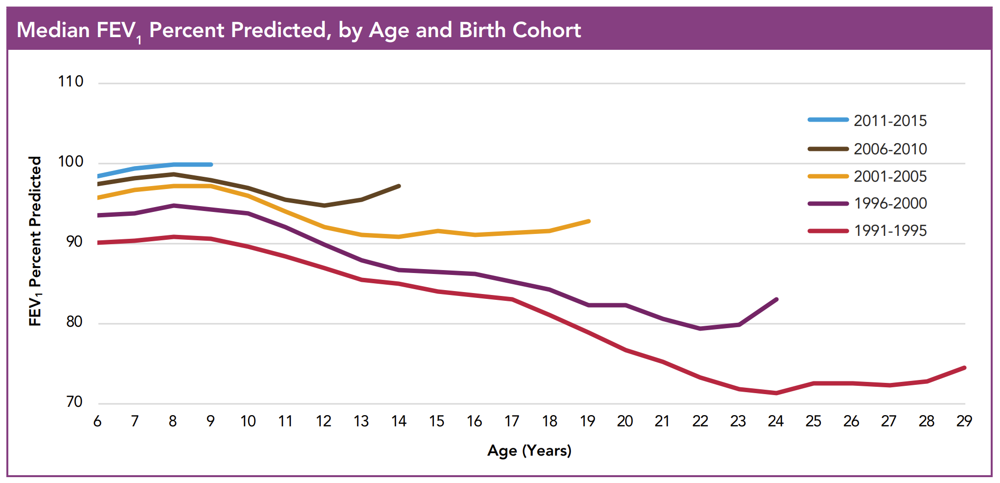 Median FEV1 Percent Predicted, by Age and Birth Cohort
110
100
90
80
70
FEV1 Percent Predicted
2011-2015
2006-2010
2001-2005
1996-2000
1991-1995
6 7 8 9 10 11 12 13 14 15 16 17 18 19 20 21 22 23 24 25 26 27 28 29
Age (Years)